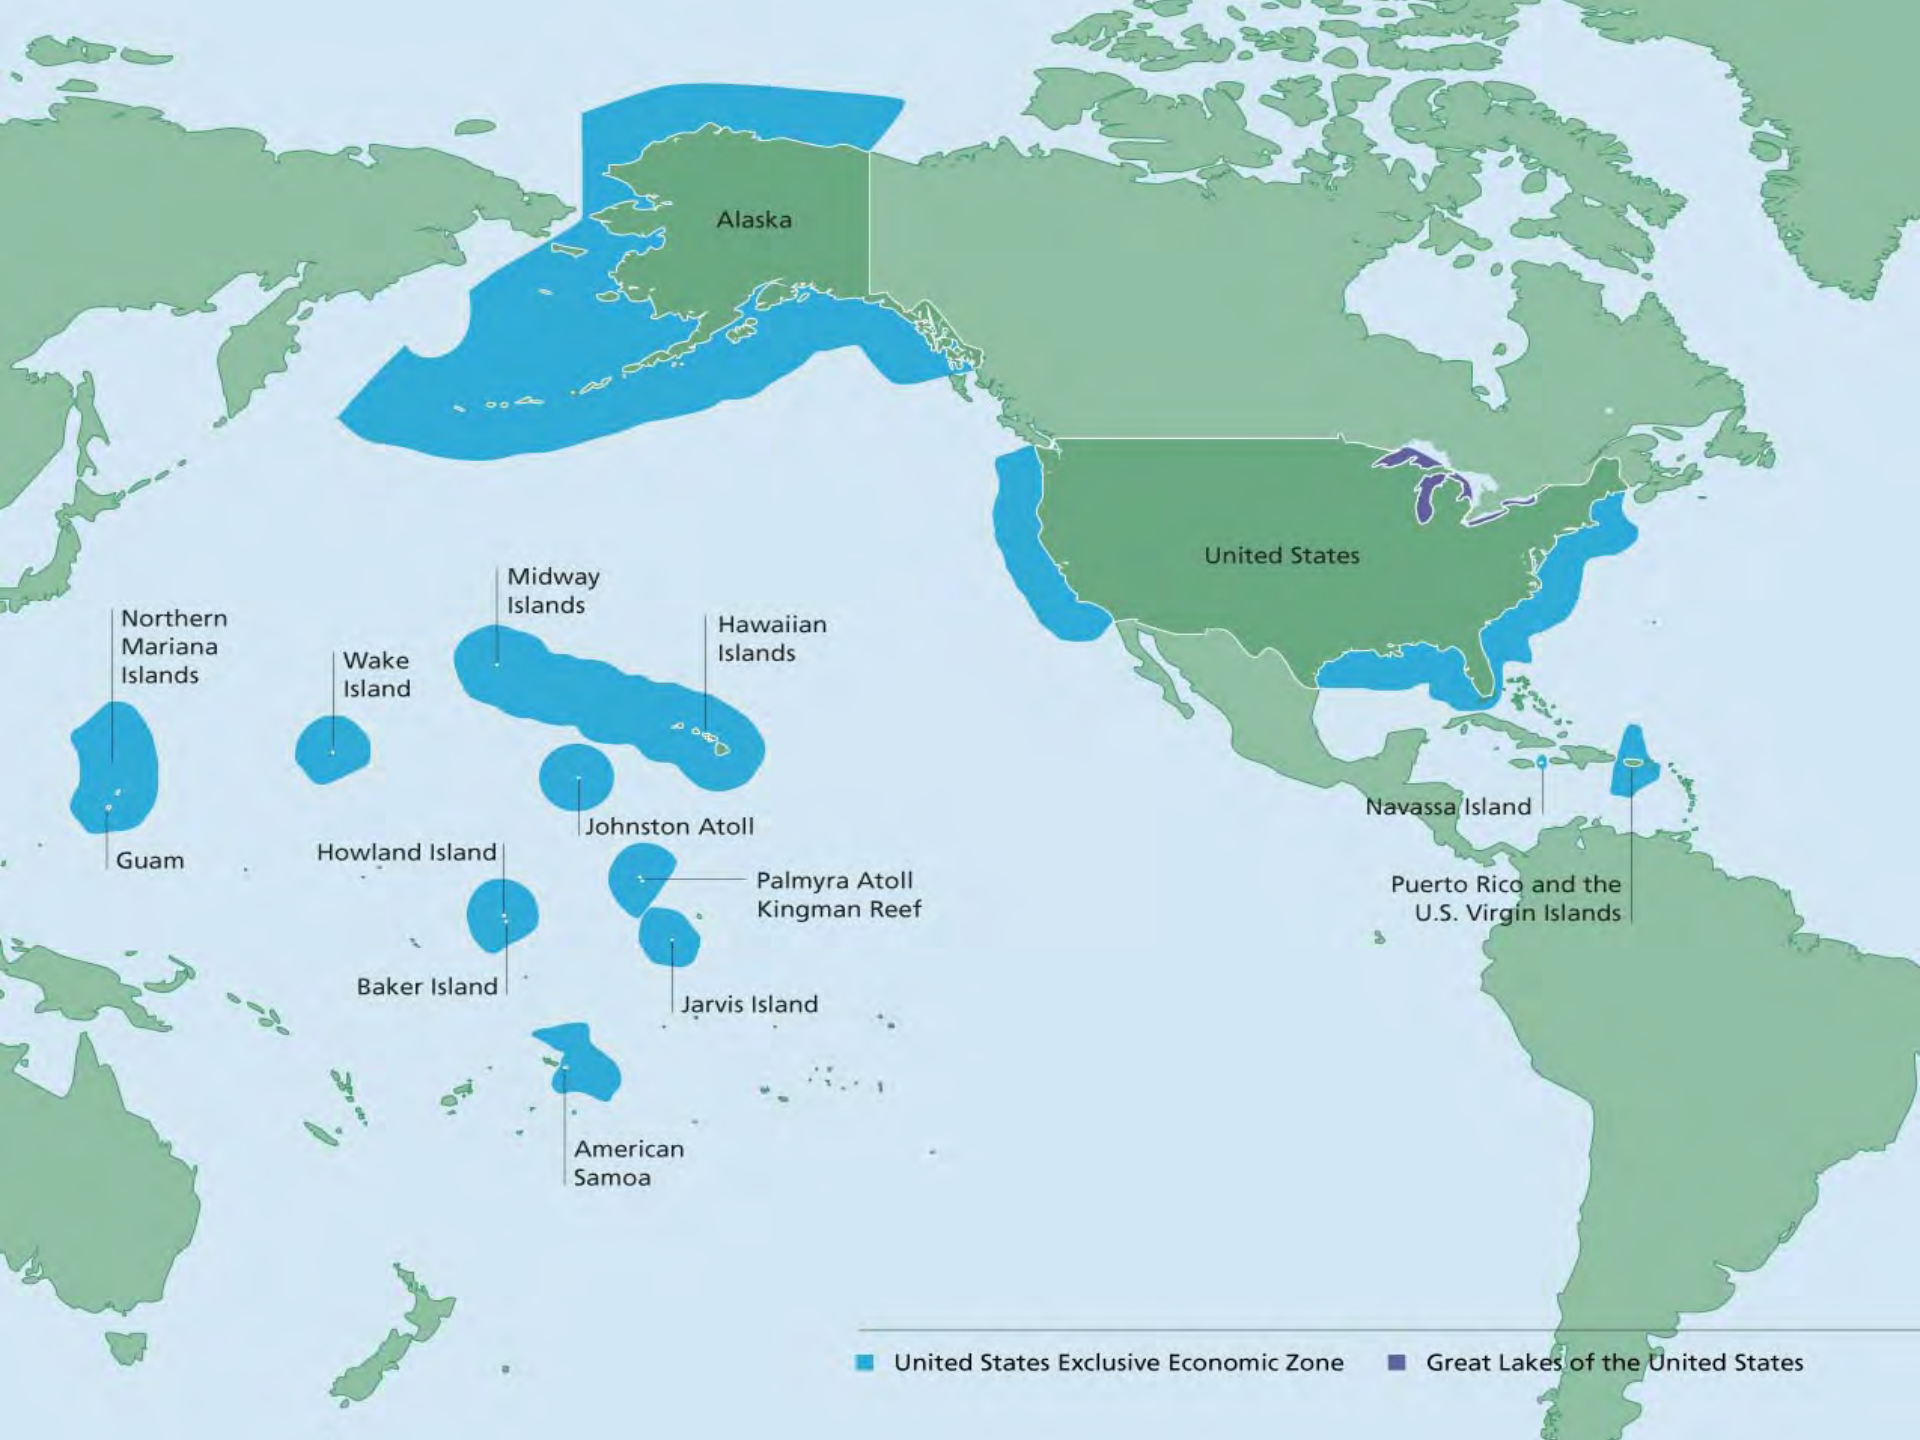 Alaska
United States
Midway
Islands
Northern
Mariana
Islands
Hawaiian
Islands
Wake
Island
Navassa Island
Johnston Atoll
Howland Island
Guam
Palmyra Atoll
Kingman Reef
Puerto Rico and the
U.S. Virgin Islands
Baker Island
Jarvis Island
American
Samoa
United States Exclusive Economic Zone
Great Lakes of the United States